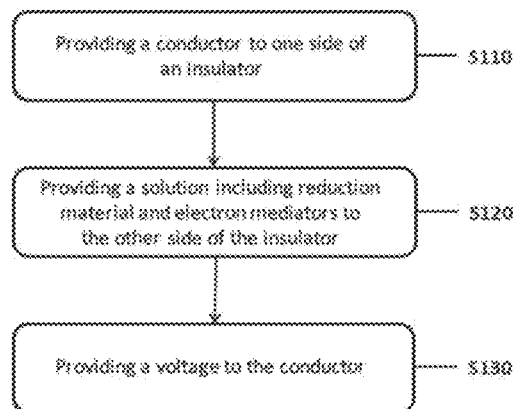 Providing a conductor to one side of
an insulator
S110
Providing a solution including reduction
material and electron mediators to
the other side of the insulator
S120
Providing a voltage to the conductor
S130